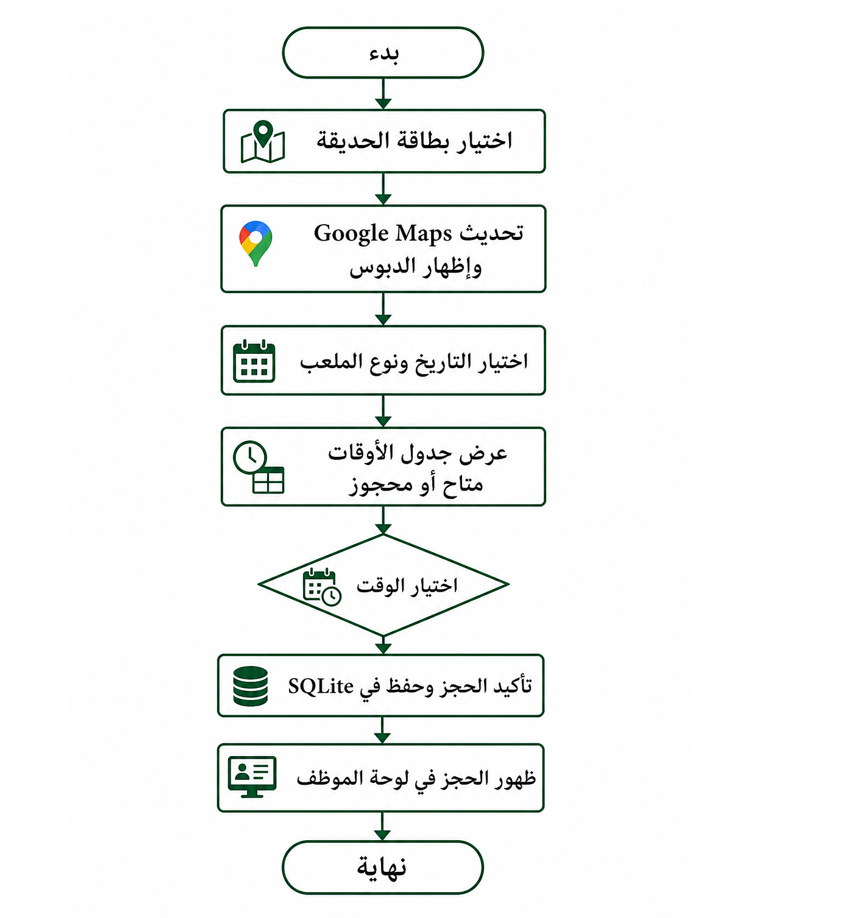 بدء
اختيار بطاقة الحديقة
تحديث Google Maps
وإظهار الدبوس
اختيار التاريخ ونوع الملعب
عرض جدول الأوقات
متاح أو محجوز
اختيار الوقت
تأكيد الحجز وحفظ في SQLite
ظهور الحجز في لوحة الموظف
نهاية